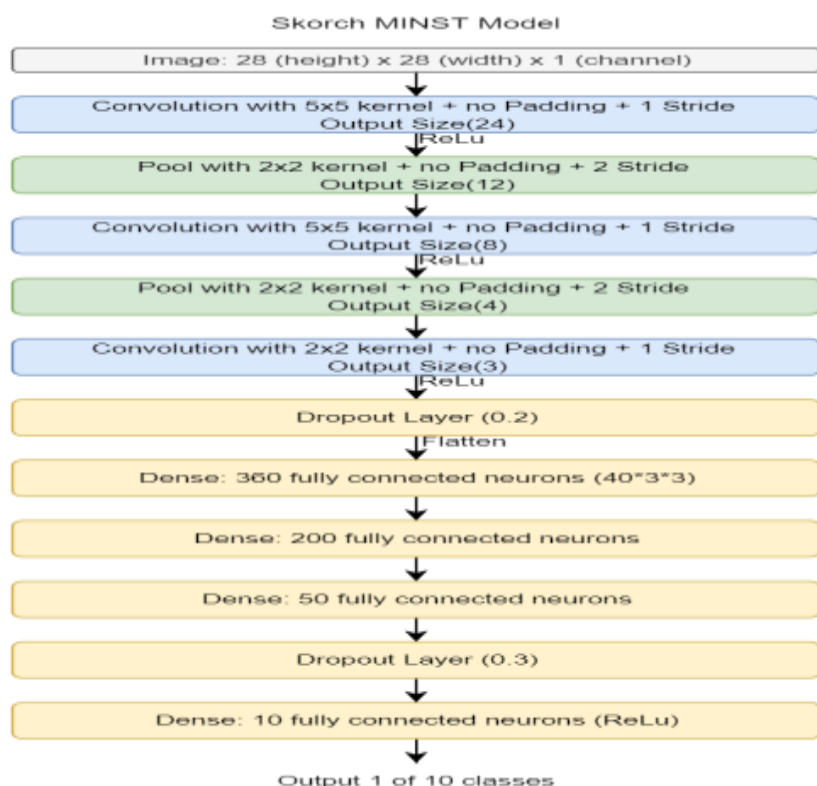 Skorch MINST Model
Image: 28 (height) x 28 (width) x 1 (channel)
Convolution with 5x5 kernel + no Padding + 1 Stride
Output Size(24)
ReLu
Pool with 2x2 kernel + no Padding + 2 Stride
Output Size(12)
Convolution with 5x5 kernel + no Padding + 1 Stride
Output Size(8)
ReLu
Pool with 2x2 kernel + no Padding + 2 Stride
Output Size(4)
Convolution with 2x2 kernel + no Padding + 1 Stride
Output Size(3)
ReLu
Dropout Layer (0.2)
Flatten
Dense: 360 fully connected neurons (40*3*3)
Dense: 200 fully connected neurons
Dense: 50 fully connected neurons
Dropout Layer (0.3)
Dense: 10 fully connected neurons (ReLu)
Output 1 of 10 classes